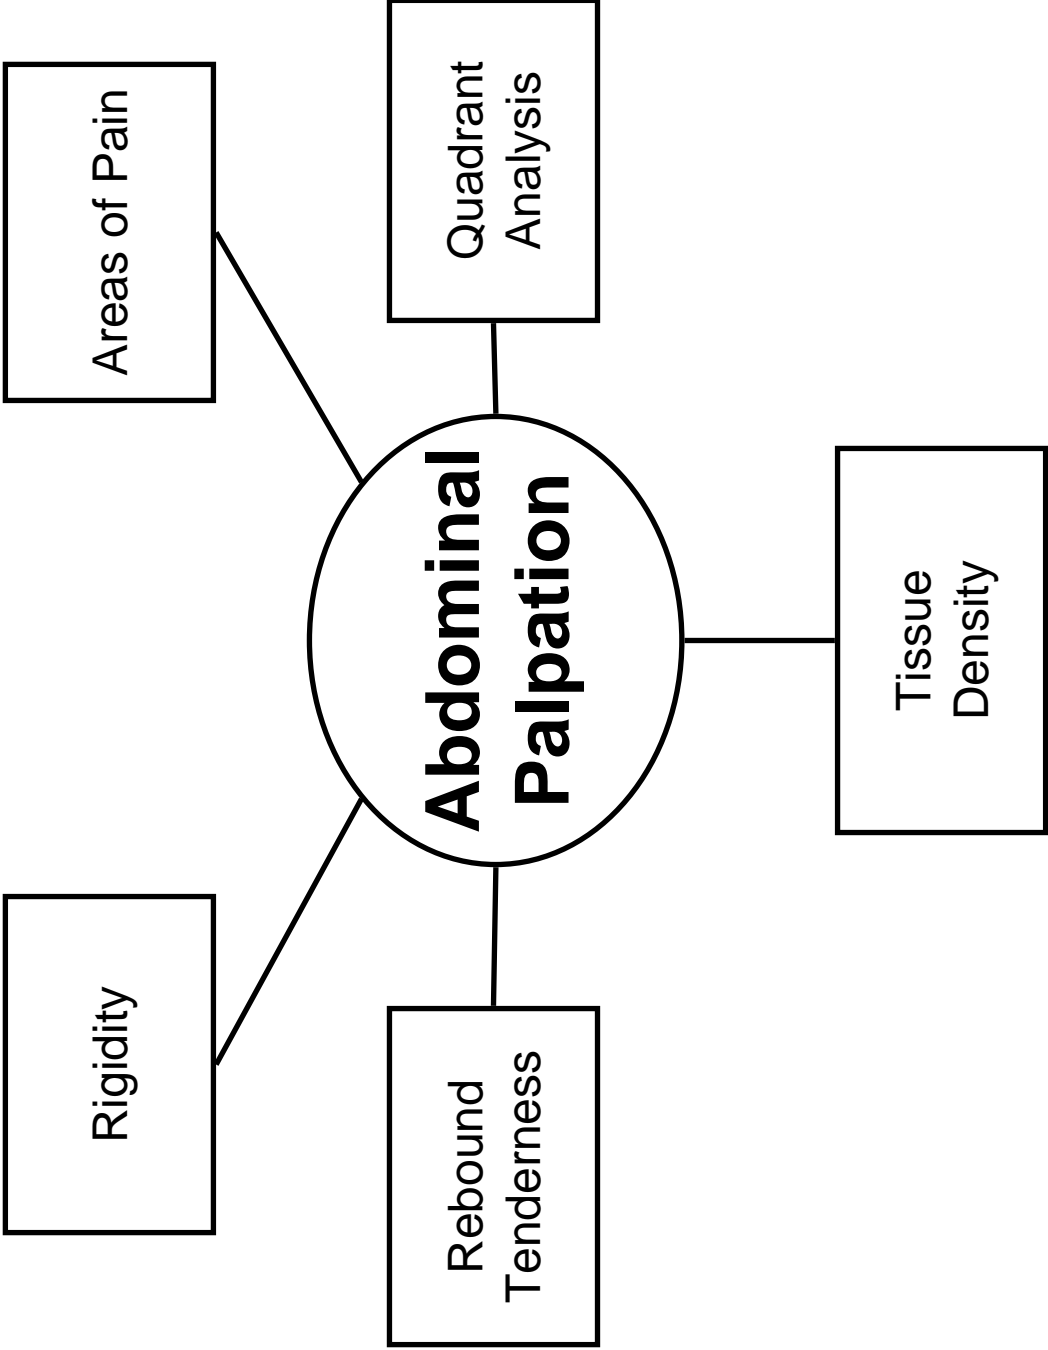 Rigidity
Areas of Pain
Rebound
Tenderness
Abdominal
Palpation
Quadrant
Analysis
Tissue
Density